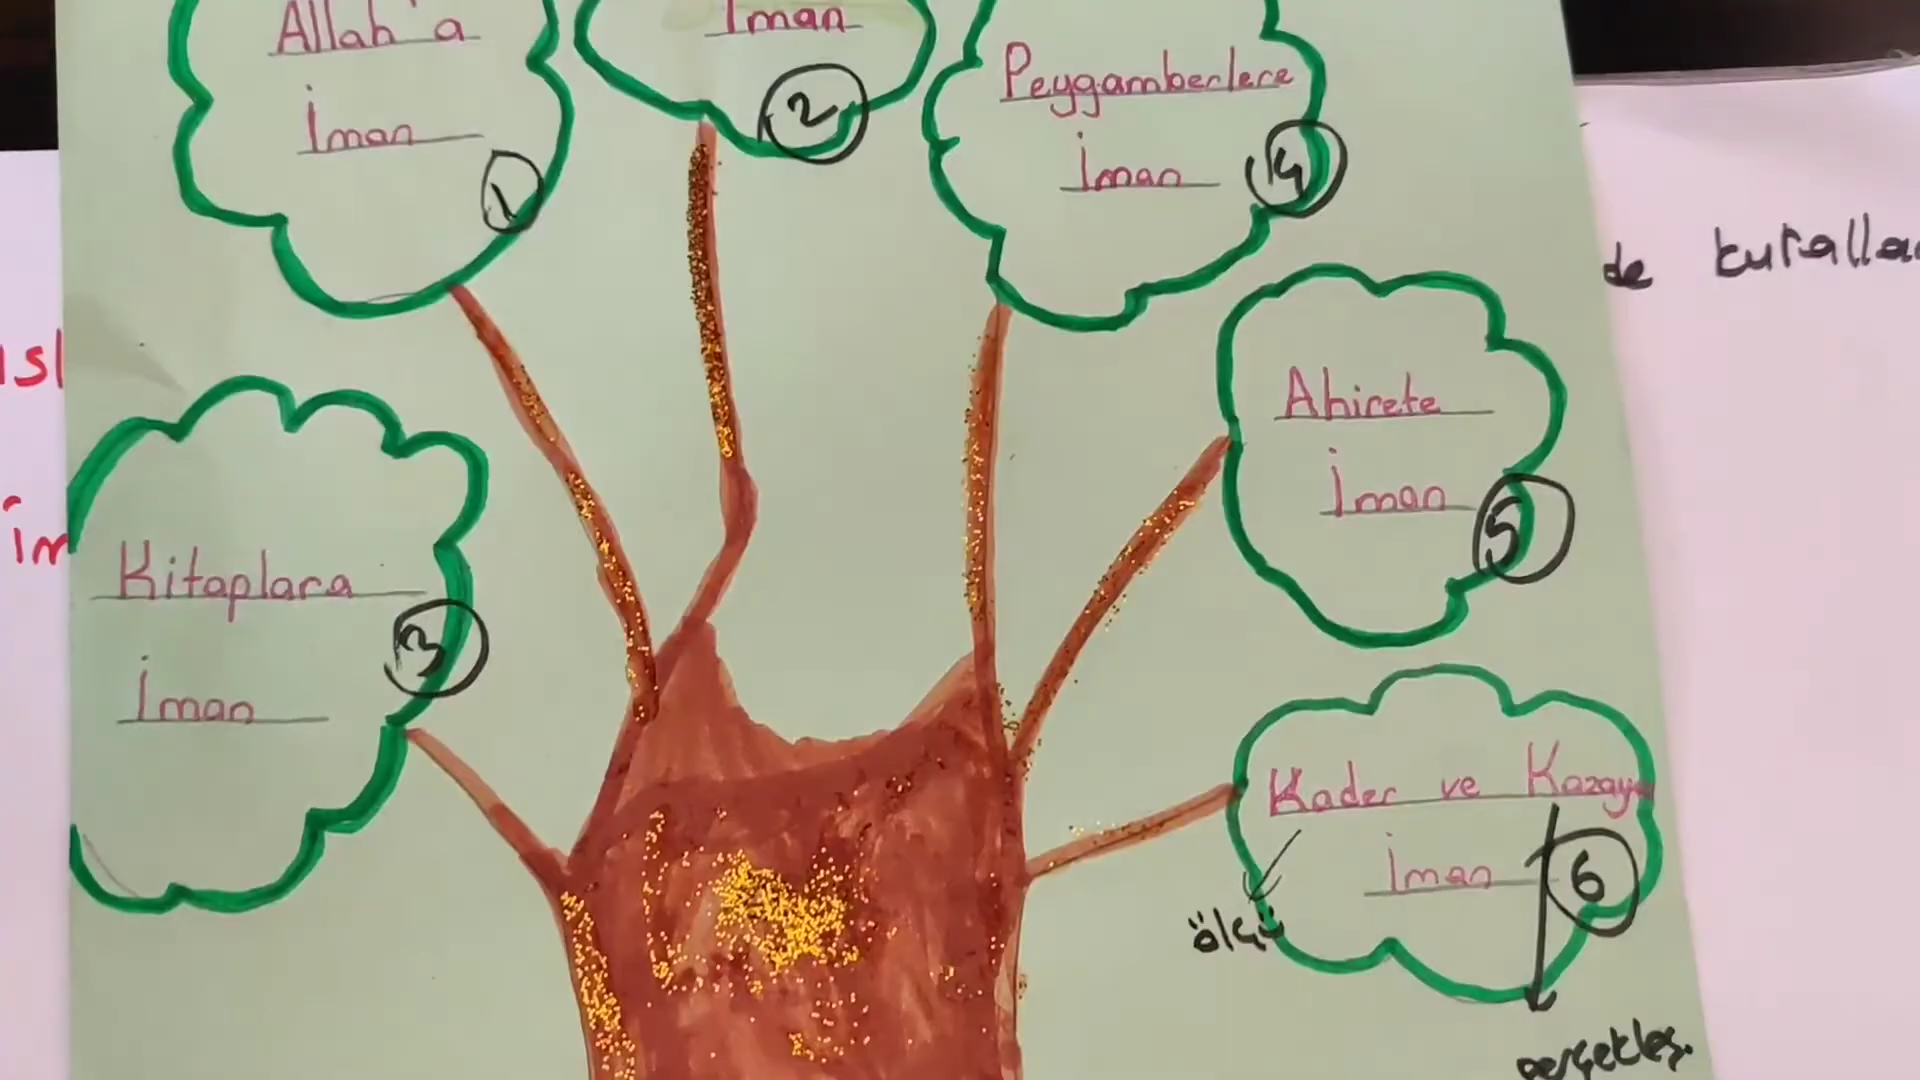 Allah'a
İman
1
İman
2
Peygamberlere
İman
4
de kurallar
Ahirete
İman
5
Kitaplara
İman
3
Kader ve Kazaya
İman
6
ölçü
gerçekleş.